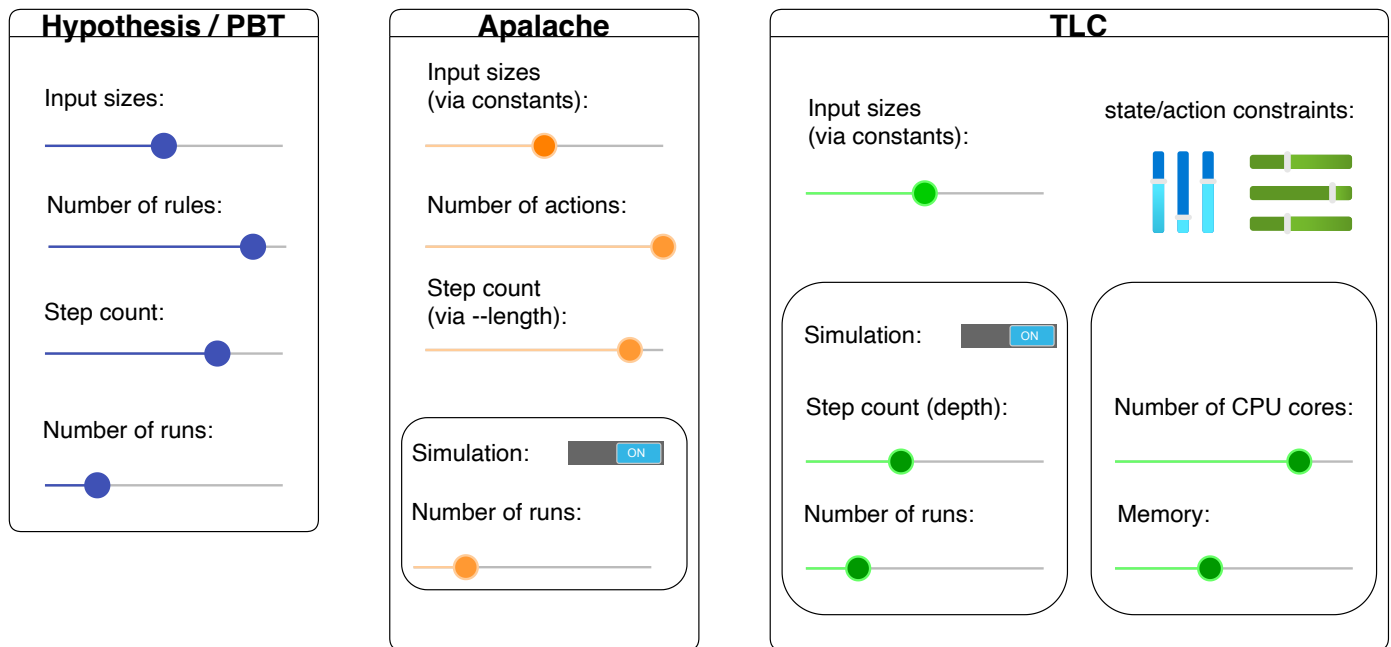 Hypothesis / PBT
Input sizes:
Number of rules:
Step count:
Number of runs:
Apalache
Input sizes
(via constants):
Number of actions:
Step count
(via --length):
Simulation:
ON
Number of runs:
TLC
Input sizes
(via constants):
state/action constraints:
Simulation:
ON
Step count (depth):
Number of runs:
Number of CPU cores:
Memory: